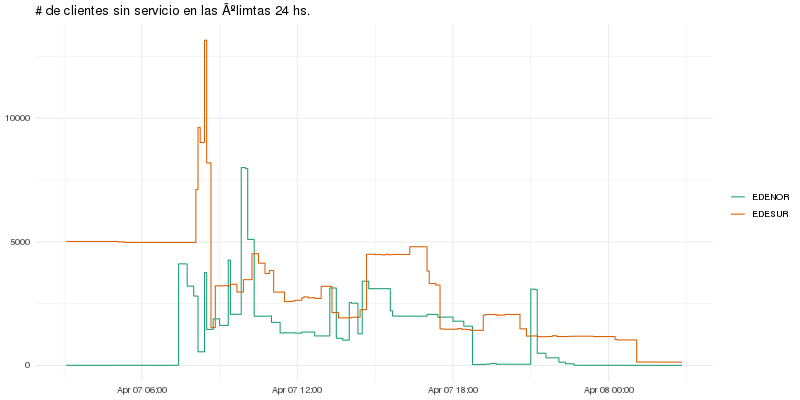 # de clientes sin servicio en las Ãºlimtas 24 hs.
10000
5000
0
Apr 07 06:00
Apr 07 12:00
Apr 07 18:00
Apr 08 00:00
EDENOR
EDESUR